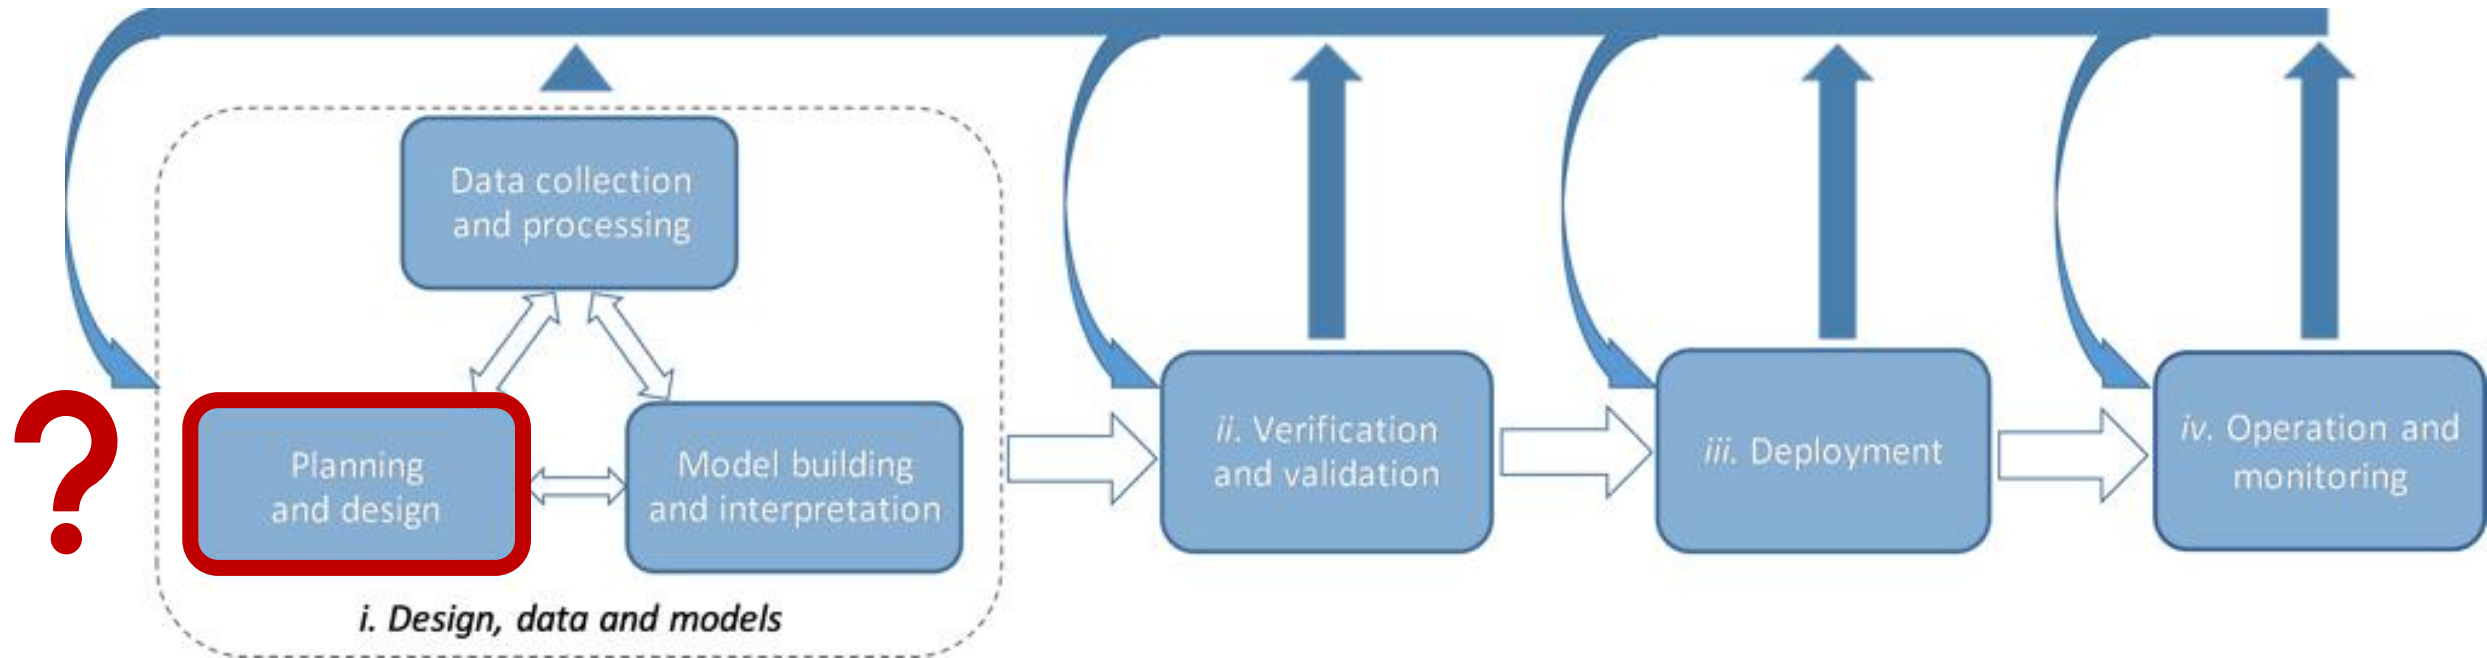 Data collection
and processing
?
Planning
and design
Model building
and interpretation
i. Design, data and models
ii. Verification
and validation
iii. Deployment
iv. Operation and
monitoring